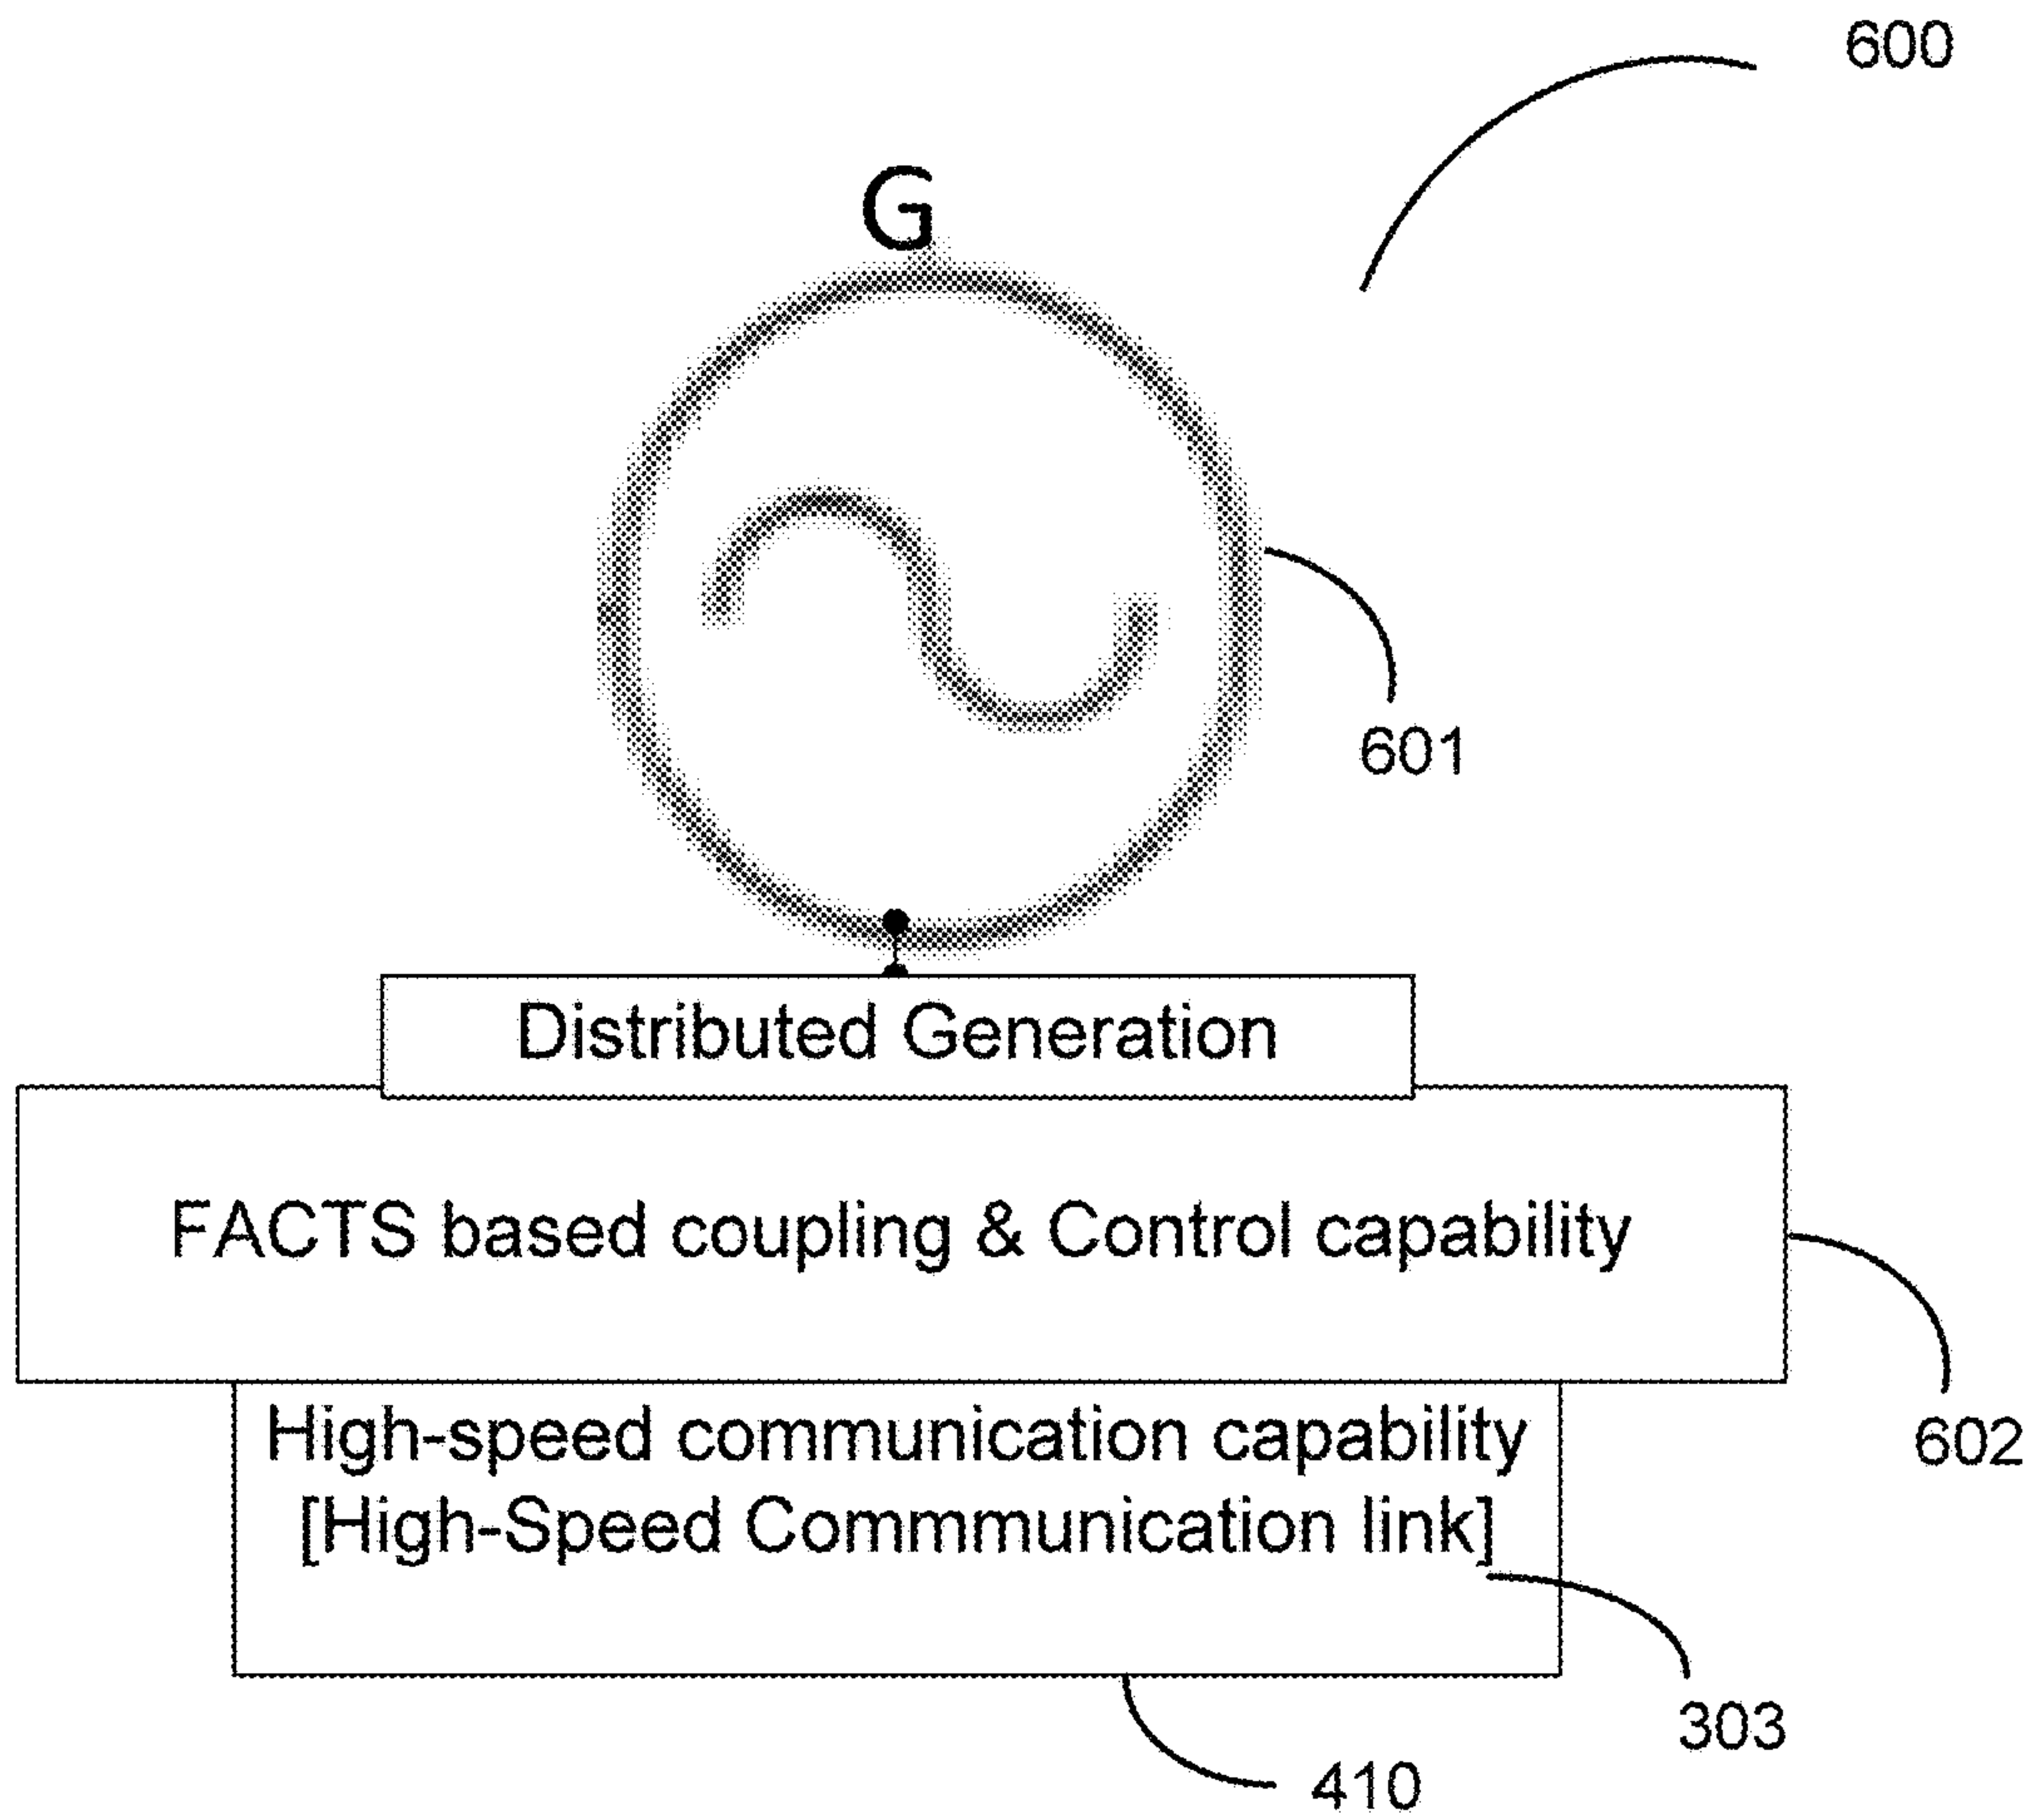 600
G
601
Distributed Generation
FACTS based coupling & Control capability
602
High-speed communication capability
[High-Speed Commmunication link]
303
410